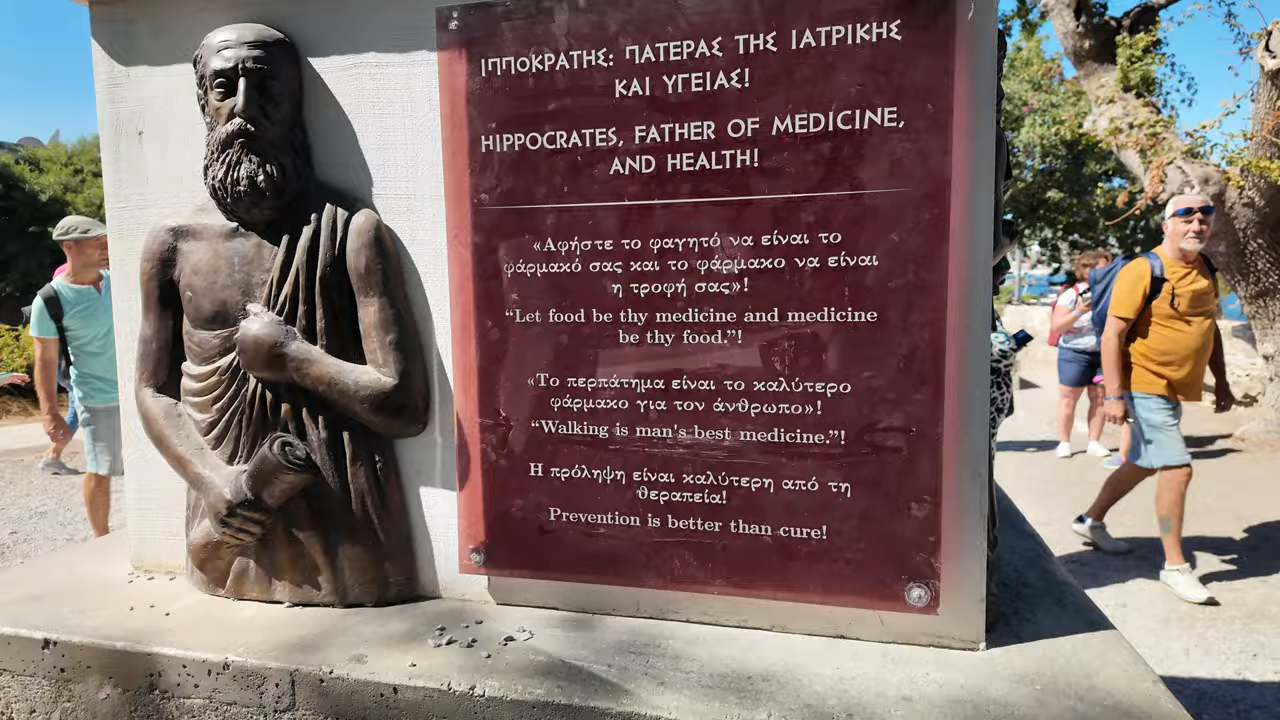 ΙΠΠΟΚΡΑΤΗΣ: ΠΑΤΕΡΑΣ ΤΗΣ ΙΑΤΡΙΚΗΣ
ΚΑΙ ΥΓΕΙΑΣ!
HIPPOCRATES, FATHER OF MEDICINE,
AND HEALTH!
«Αφήστε το φαγητό να είναι το
φάρμακό σας και το φάρμακο να είναι
η τροφή σας»!
“Let food be thy medicine and medicine
be thy food.”!
«Το περπάτημα είναι το καλύτερο
φάρμακο για τον άνθρωπο»!
“Walking is man's best medicine.”!
Η πρόληψη είναι καλύτερη από τη
θεραπεία!
Prevention is better than cure!